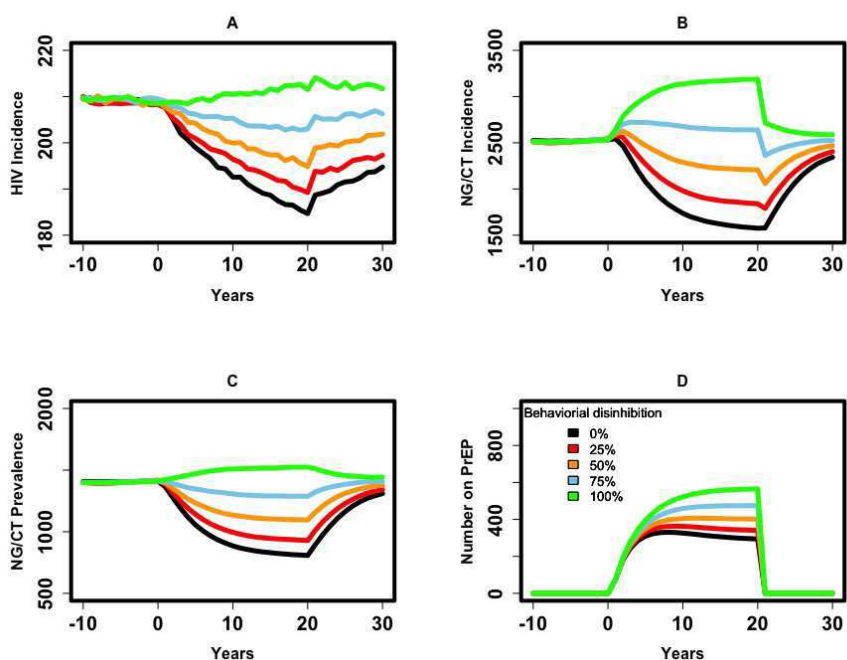 A
HIV Incidence
220
200
180
-10 0 10 20 30
Years
B
NG/CT Incidence
3500
2500
1500
-10 0 10 20 30
Years
C
NG/CT Prevalence
2000
1000
500
-10 0 10 20 30
Years
D
Number on PrEP
800
400
0
Behaviorial disinhibition
0%
25%
50%
75%
100%
-10 0 10 20 30
Years